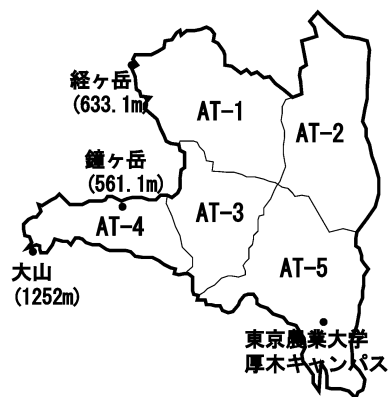 経ヶ岳
(633.1m)
AT-1
AT-2
鐘ヶ岳
(561.1m)
AT-3
AT-4
大山
(1252m)
AT-5
東京農業大学
厚木キャンパス